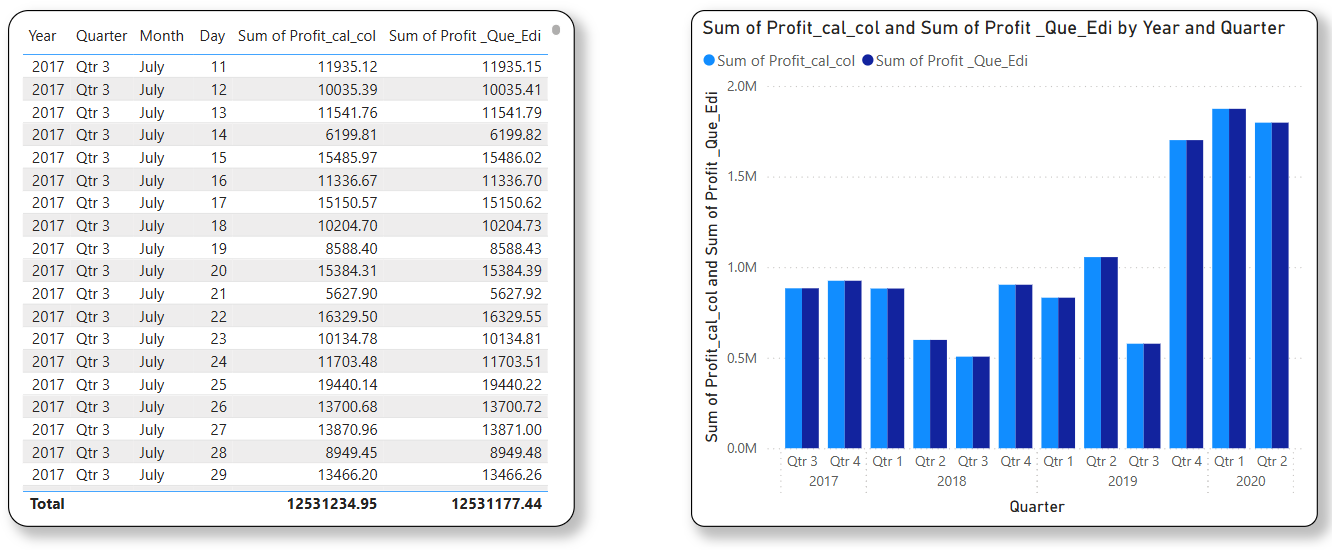 Year Quarter Month Day Sum of Profit_cal_col Sum of Profit _Que_Edi
2017 Qtr 3 July 11 11935.12 11935.15
2017 Qtr 3 July 12 10035.39 10035.41
2017 Qtr 3 July 13 11541.76 11541.79
2017 Qtr 3 July 14 6199.81 6199.82
2017 Qtr 3 July 15 15485.97 15486.02
2017 Qtr 3 July 16 11336.67 11336.70
2017 Qtr 3 July 17 15150.57 15150.62
2017 Qtr 3 July 18 10204.70 10204.73
2017 Qtr 3 July 19 8588.40 8588.43
2017 Qtr 3 July 20 15384.31 15384.39
2017 Qtr 3 July 21 5627.90 5627.92
2017 Qtr 3 July 22 16329.50 16329.55
2017 Qtr 3 July 23 10134.78 10134.81
2017 Qtr 3 July 24 11703.48 11703.51
2017 Qtr 3 July 25 19440.14 19440.22
2017 Qtr 3 July 26 13700.68 13700.72
2017 Qtr 3 July 27 13870.96 13871.00
2017 Qtr 3 July 28 8949.45 8949.48
2017 Qtr 3 July 29 13466.20 13466.26
Total 12531234.95 12531177.44
Sum of Profit_cal_col and Sum of Profit _Que_Edi by Year and Quarter
Sum of Profit_cal_col Sum of Profit _Que_Edi
Sum of Profit_cal_col and Sum of Profit _Que_Edi
2.0M
1.5M
1.0M
0.5M
0.0M
Qtr 3 Qtr 4 Qtr 1 Qtr 2 Qtr 3 Qtr 4 Qtr 1 Qtr 2 Qtr 3 Qtr 4 Qtr 1 Qtr 2
2017 2018 2019 2020
Quarter